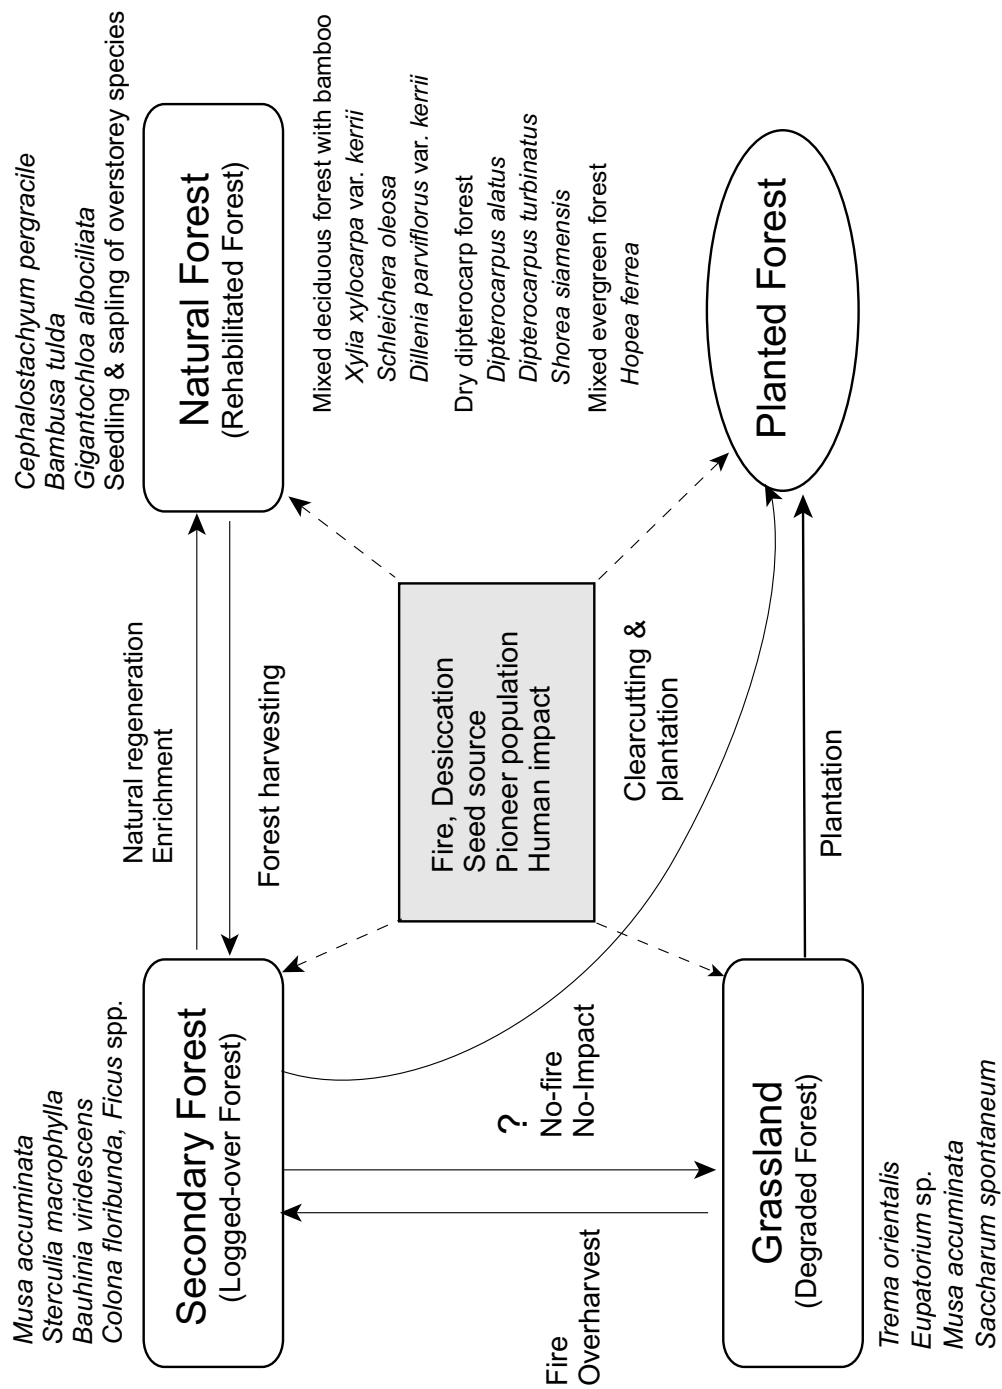 Musa accuminata
Sterculia macrophylla
Bauhinia viridescens
Colona floribunda, Ficus spp.
Secondary Forest
(Logged-over Forest)
Natural regeneration
Enrichment
Forest harvesting
Cephalostachyum pergracile
Bambusa tulda
Gigantochloa albociliata
Seedling & sapling of overstorey species
Natural Forest
(Rehabilitated Forest)
Mixed deciduous forest with bamboo
Xylia xylocarpa var. kerrii
Schleichera oleosa
Dillenia parviflorus var. kerrii
Dry dipterocarp forest
Dipterocarpus alatus
Dipterocarpus turbinatus
Shorea siamensis
Mixed evergreen forest
Hopea ferrea
Fire, Desiccation
Seed source
Pioneer population
Human impact
Fire
Overharvest
?
No-fire
No-Impact
Clearcutting &
plantation
Grassland
(Degraded Forest)
Plantation
Planted Forest
Trema orientalis
Eupatorium sp.
Musa accuminata
Saccharum spontaneum